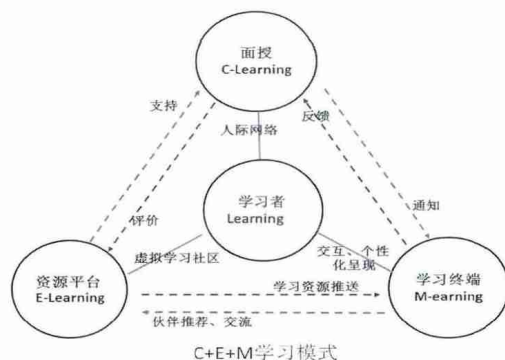 面授
C-Learning
支持
反馈
人际网络
学习者
Learning
评价
通知
虚拟学习社区
交互、个性
化呈现
资源平台
E-Learning
学习终端
M-earning
学习资源推送
伙伴推荐、交流
C+E+M学习模式